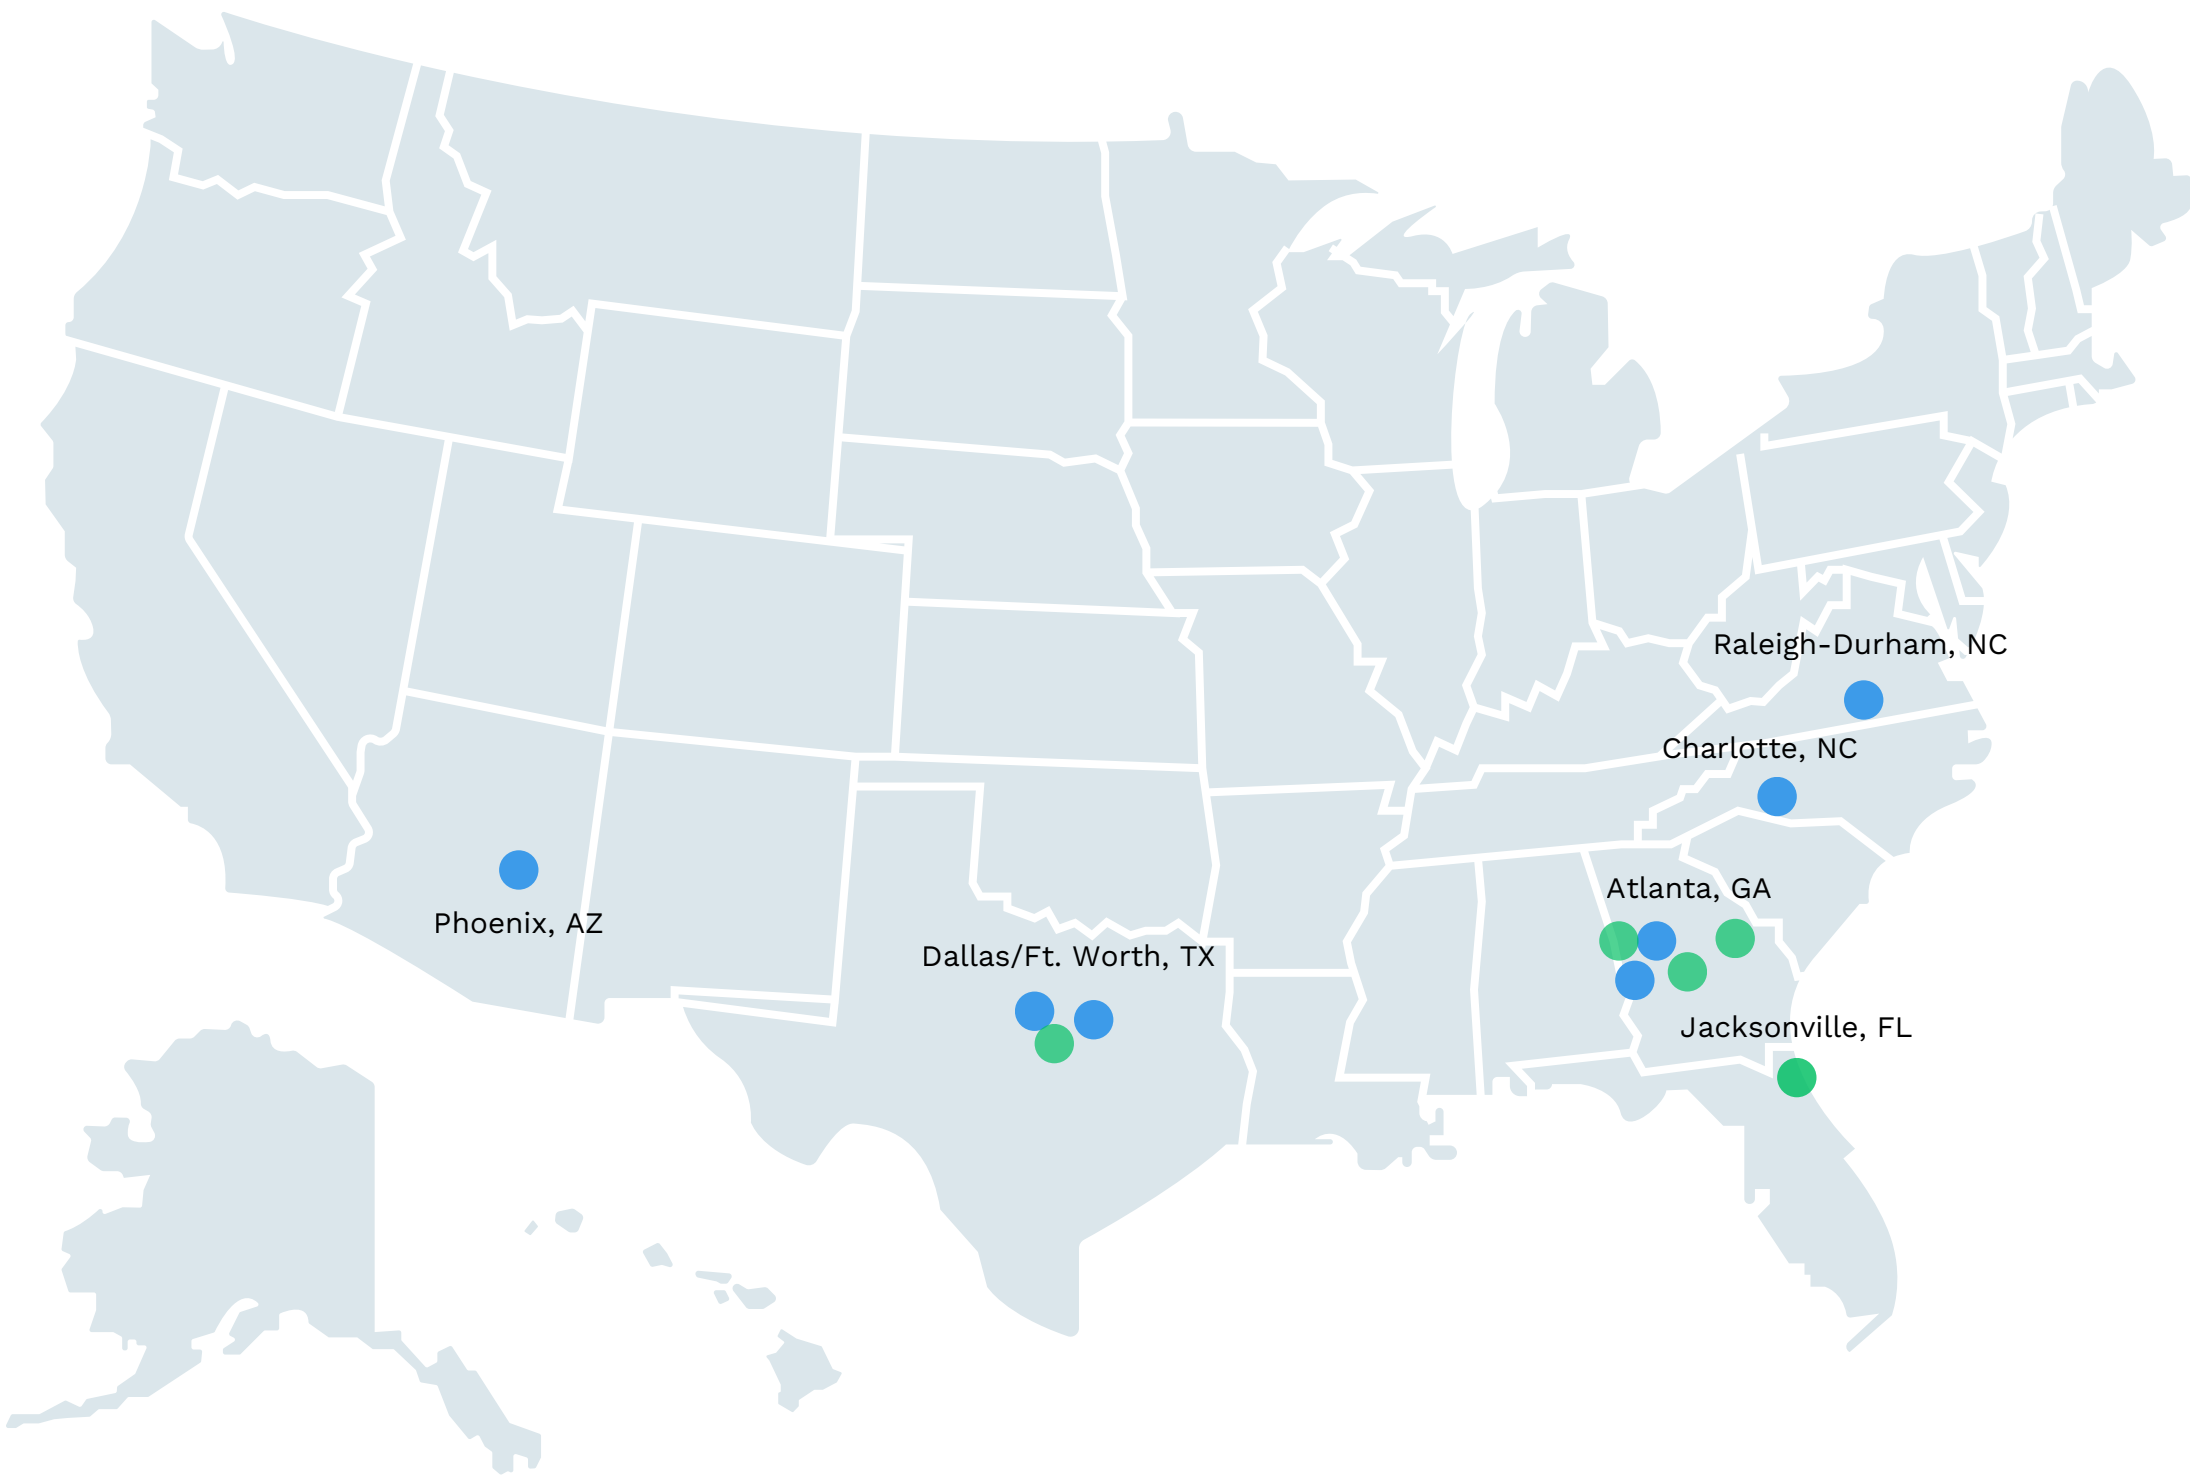 Raleigh-Durham, NC
Charlotte, NC
Atlanta, GA
Phoenix, AZ
Dallas/Ft. Worth, TX
Jacksonville, FL